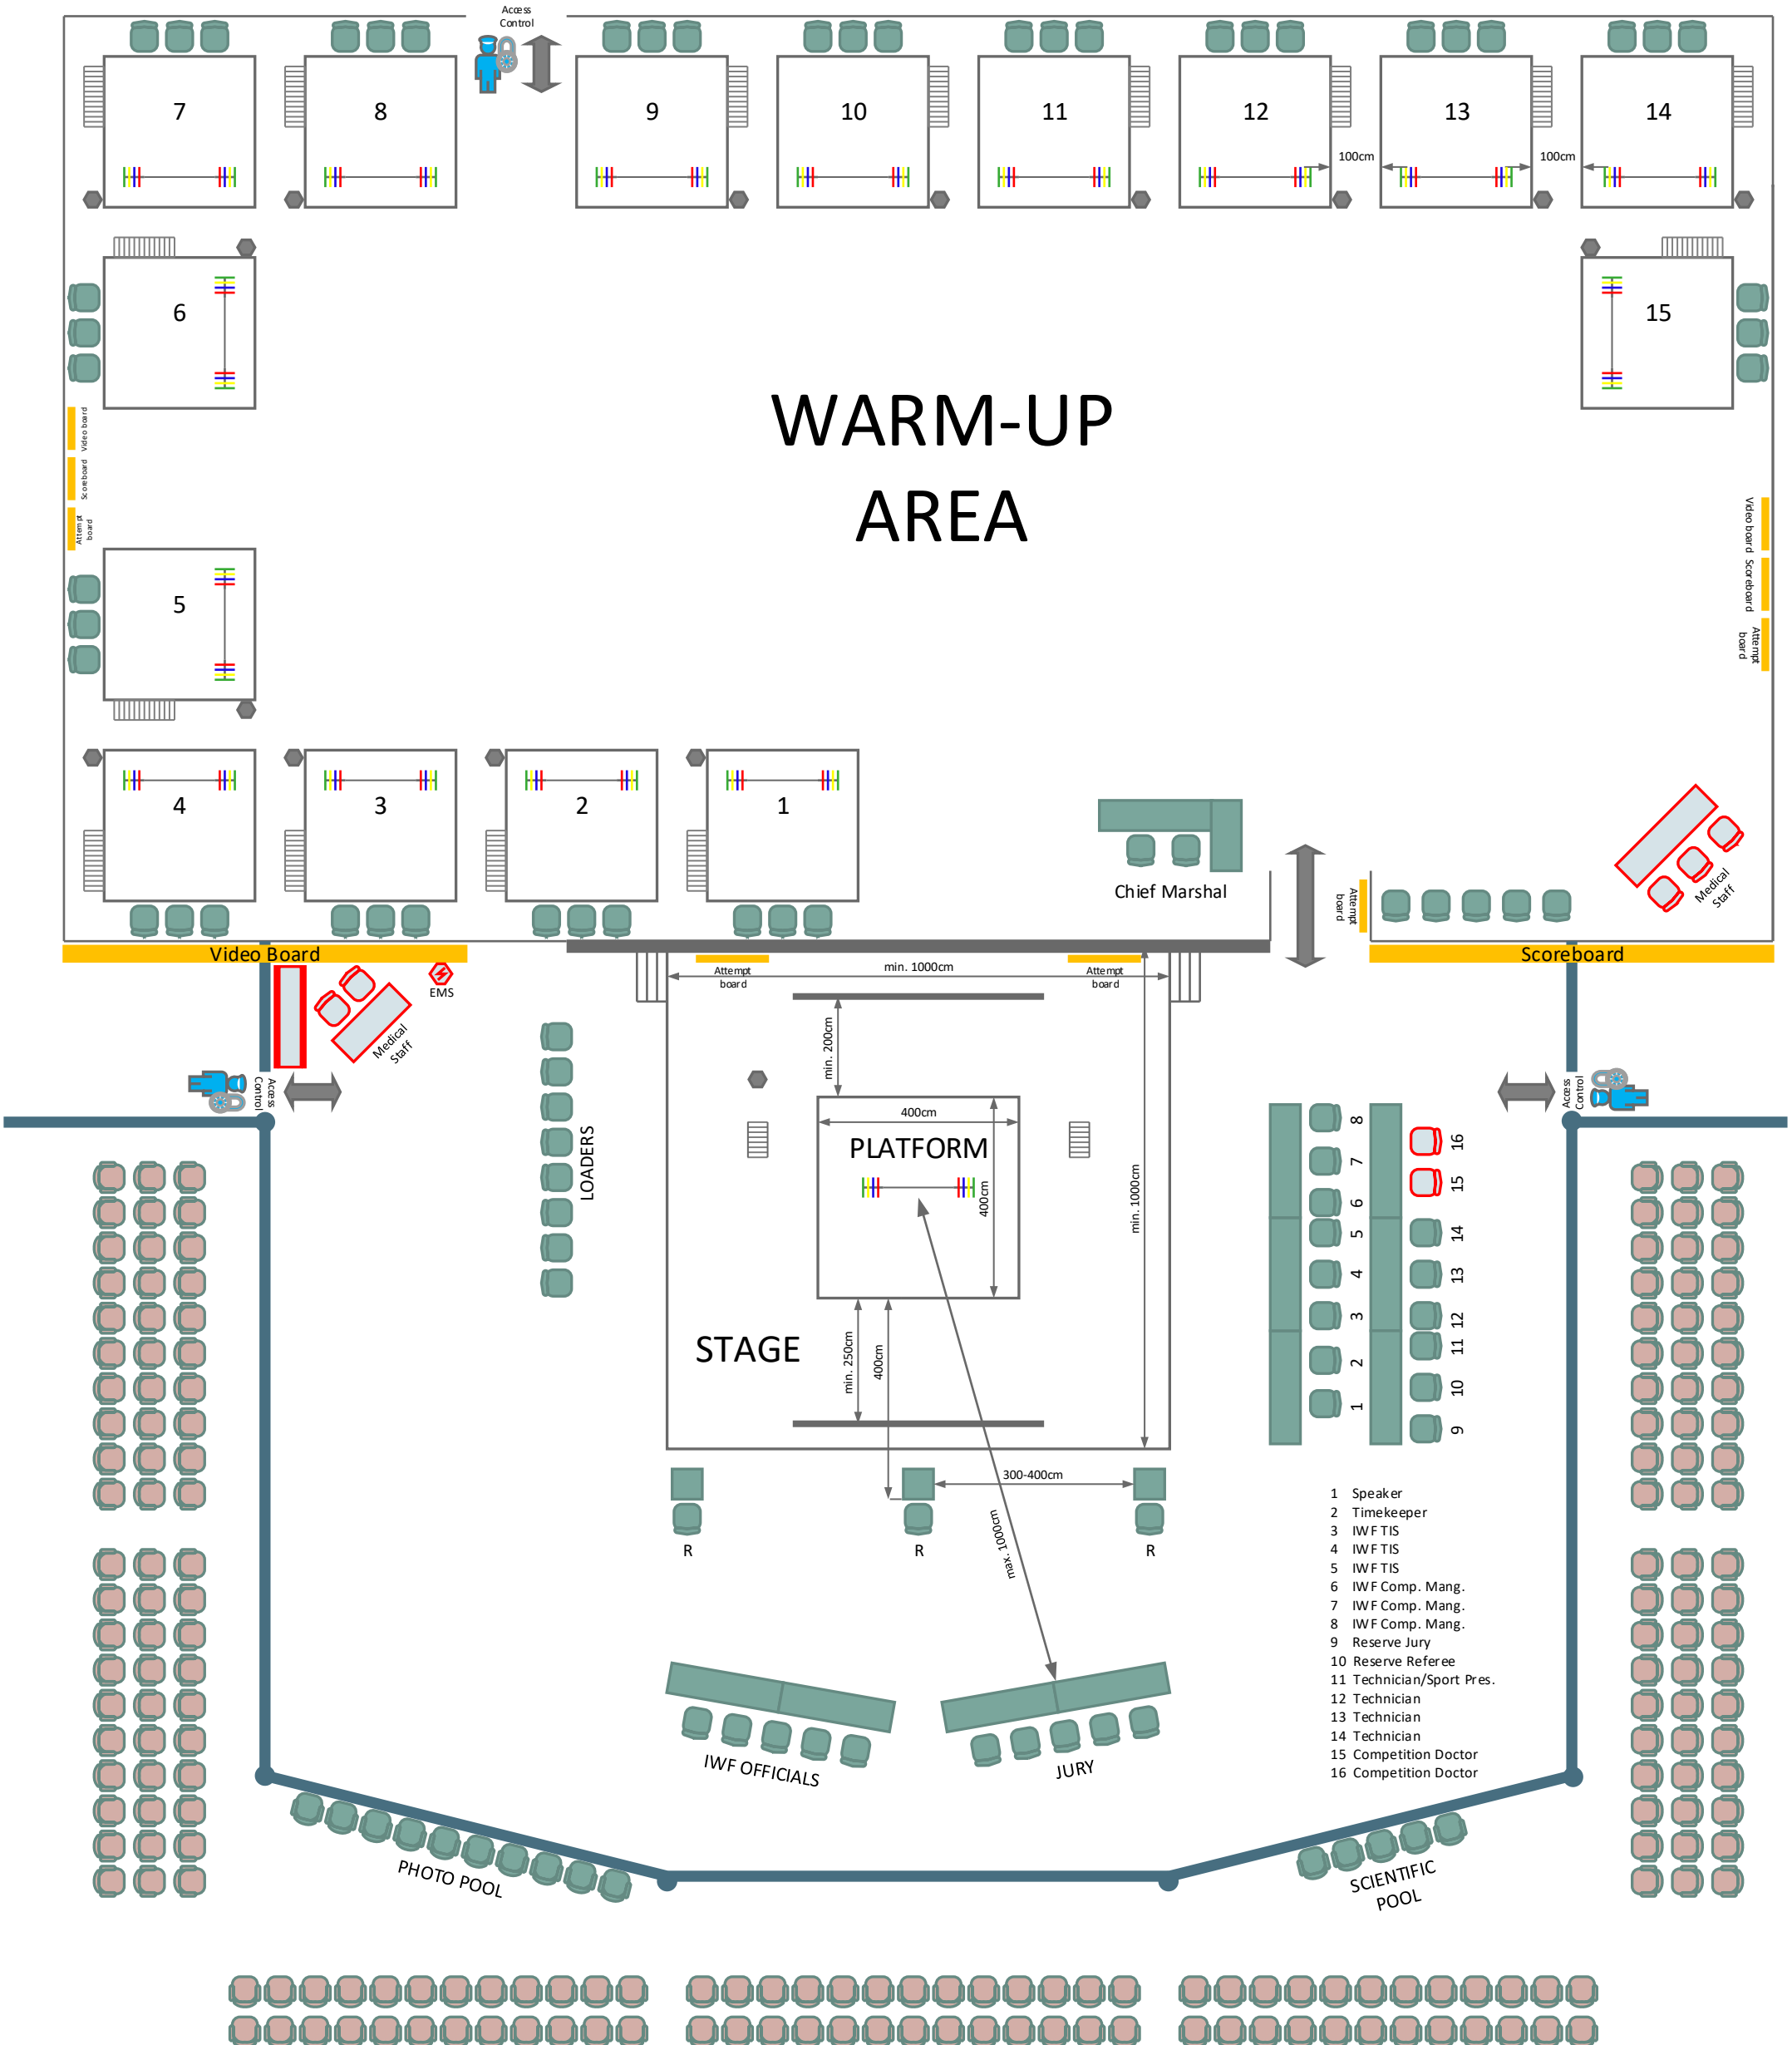 Access
Control
7
8
9
10
11
12
13
14
100cm
100cm
6
15
Video board
Scoreboard
Attempt
board
WARM-UP
AREA
Video board
Scoreboard
Attempt
board
5
4
3
2
1
Chief Marshal
Attempt
board
Medical
Staff
Video Board
Scoreboard
Attempt
board
min. 1000cm
Attempt
board
EMS
Medical
Staff
min. 200cm
Access
Control
Access
Control
LOADERS
400cm
PLATFORM
400cm
min. 1000cm
8
7
6
5
4
3
2
1
16
15
14
13
12
11
10
9
STAGE
min. 250cm
400cm
300-400cm
max. 1000cm
R
R
R
1 Speaker
2 Timekeeper
3 IWF TIS
4 IWF TIS
5 IWF TIS
6 IWF Comp. Mang.
7 IWF Comp. Mang.
8 IWF Comp. Mang.
9 Reserve Jury
10 Reserve Referee
11 Technician/Sport Pres.
12 Technician
13 Technician
14 Technician
15 Competition Doctor
16 Competition Doctor
IWF OFFICIALS
JURY
PHOTO POOL
SCIENTIFIC
POOL